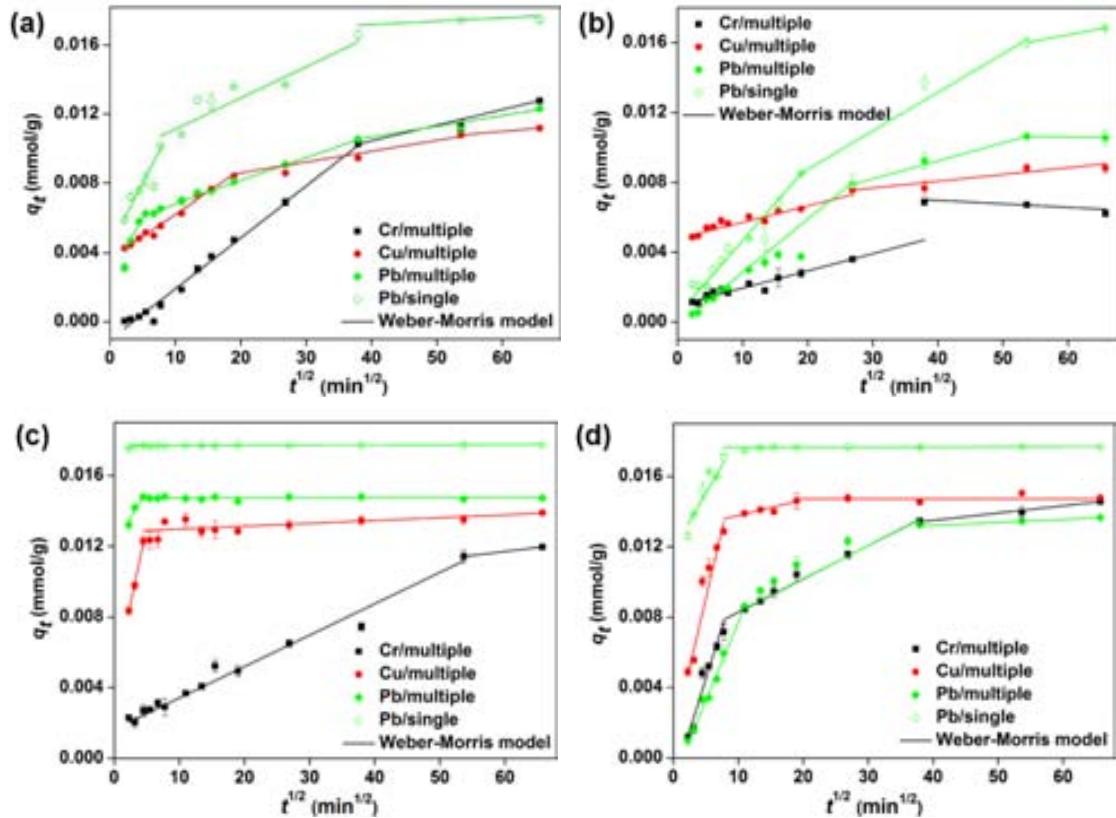 (a)
0.016
0.012
0.008
0.004
0.000
qt (mmol/g)
Cr/multiple
Cu/multiple
Pb/multiple
Pb/single
Weber-Morris model
0 10 20 30 40 50 60
t1/2 (min1/2)
(b)
0.016
0.012
0.008
0.004
0.000
qt (mmol/g)
Cr/multiple
Cu/multiple
Pb/multiple
Pb/single
Weber-Morris model
0 10 20 30 40 50 60
t1/2 (min1/2)
(c)
0.016
0.012
0.008
0.004
0.000
qt (mmol/g)
Cr/multiple
Cu/multiple
Pb/multiple
Pb/single
Weber-Morris model
0 10 20 30 40 50 60
t1/2 (min1/2)
(d)
0.016
0.012
0.008
0.004
0.000
qt (mmol/g)
Cr/multiple
Cu/multiple
Pb/multiple
Pb/single
Weber-Morris model
0 10 20 30 40 50 60
t1/2 (min1/2)